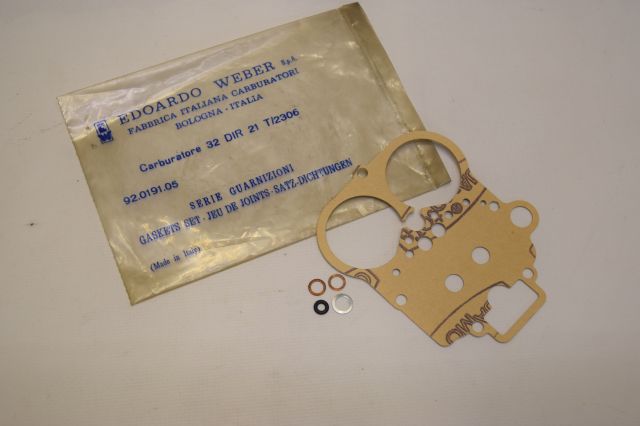 EDOARDO WEBER S.p.A.
FABBRICA ITALIANA CARBURATORI
BOLOGNA - ITALIA
Carburatore 32 DIR 21 T/2306
92.0191.05
SERIE GUARNIZIONI
GASKETS SET - JEU DE JOINTS - SATZ-DICHTUNGEN
(Made in Italy)